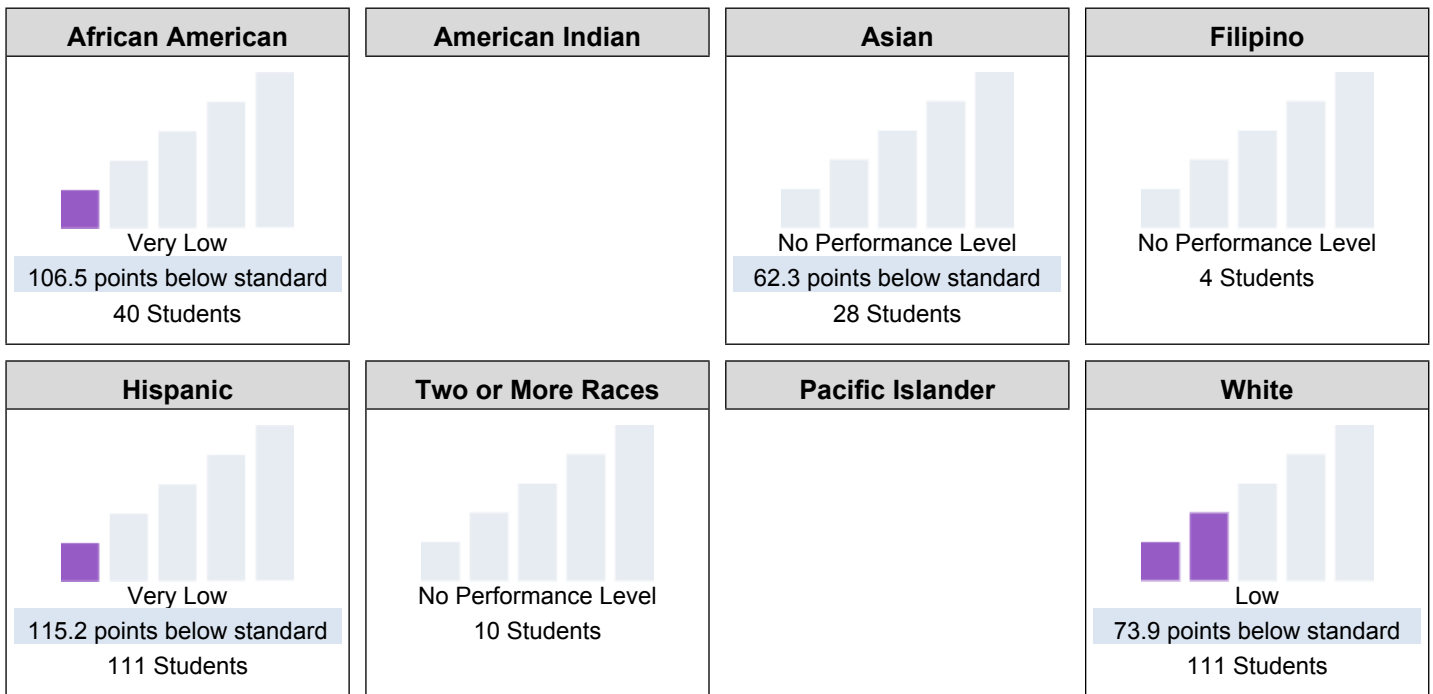 African American
Very Low
106.5 points below standard
40 Students
American Indian
Asian
No Performance Level
62.3 points below standard
28 Students
Filipino
No Performance Level
4 Students
Hispanic
Very Low
115.2 points below standard
111 Students
Two or More Races
No Performance Level
10 Students
Pacific Islander
White
Low
73.9 points below standard
111 Students